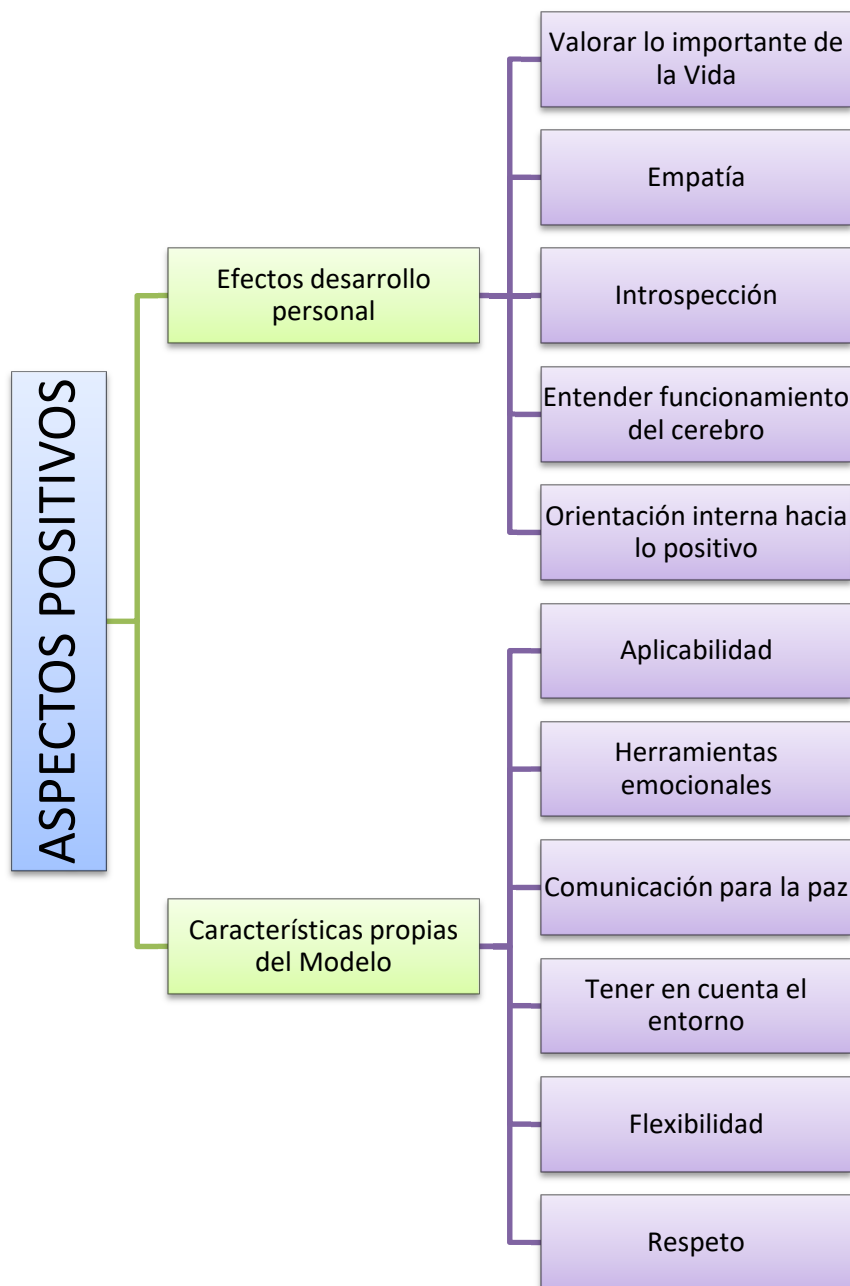 ASPECTOS POSITIVOS
Efectos desarrollo
personal
Valorar lo importante de
la Vida
Empatía
Introspección
Entender funcionamiento
del cerebro
Orientación interna hacia
lo positivo
Característícas propias
del Modelo
Aplicabilidad
Herramientas
emocionales
Comunicación para la paz
Tener en cuenta el
entorno
Flexibilidad
Respeto